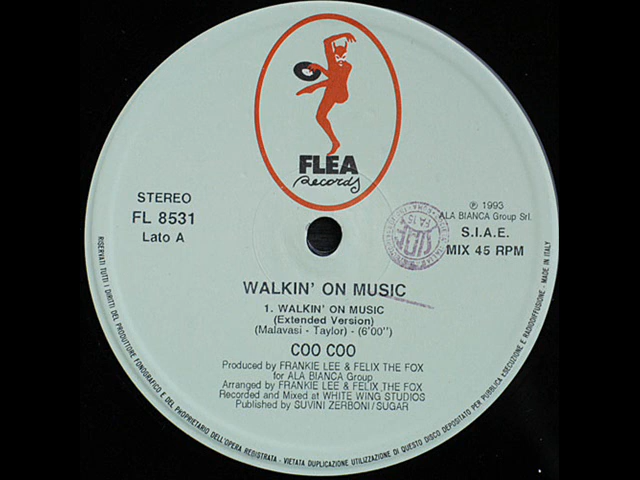 FLEA
Records
STEREO
FL 8531
Lato A
℗ 1993
ALA BIANCA Group Srl.
S.I.A.E.
MIX 45 RPM
WALKIN' ON MUSIC
1. WALKIN' ON MUSIC
(Extended Version)
(Malavasi - Taylor) - (6'00")
COO COO
Produced by FRANKIE LEE & FELIX THE FOX
for ALA BIANCA Group
Arranged by FRANKIE LEE & FELIX THE FOX
Recorded and Mixed at WHITE WING STUDIOS
Published by SUVINI ZERBONI/SUGAR
RISERVATI TUTTI I DIRITTI DEL PRODUTTORE FONOGRAFICO E DEL PROPRIETARIO DELL'OPERA REGISTRATA - VIETATA DUPLICAZIONE UTILIZZAZIONE DI QUESTO DISCO DEPOSITATO PER PUBBLICA ESECUZIONE E RADIODIFFUSIONE - MADE IN ITALY